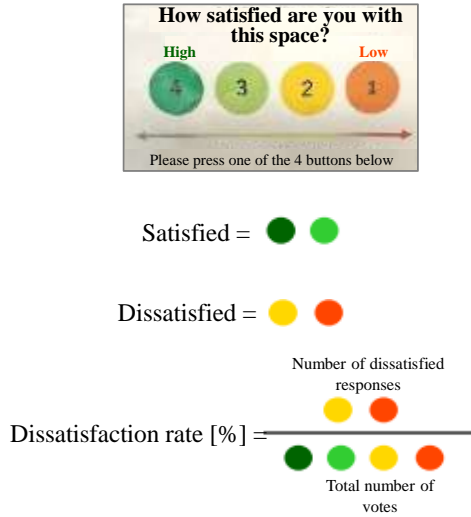 How satisfied are you with
this space?
High Low
4 3 2 1
Please press one of the 4 buttons below
Satisfied =
Dissatisfied =
Number of dissatisfied
responses
Dissatisfaction rate [%] =
Total number of
votes